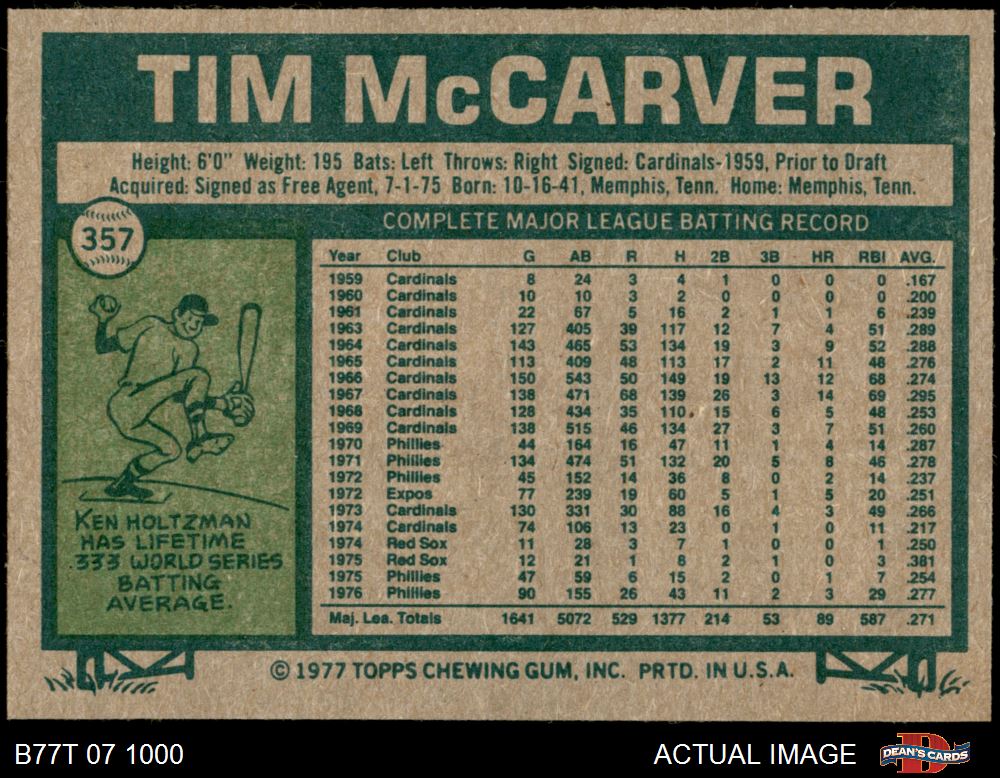 TIM McCARVER
Height: 6'0" Weight: 195 Bats: Left Throws: Right Signed: Cardinals-1959, Prior to Draft
Acquired: Signed as Free Agent, 7-1-75 Born: 10-16-41, Memphis, Tenn. Home: Memphis, Tenn.
357
COMPLETE MAJOR LEAGUE BATTING RECORD
Year Club G AB R H 2B 3B HR RBI AVG.
1959 Cardinals 8 24 3 4 1 0 0 0 .167
1960 Cardinals 10 10 3 2 0 0 0 0 .200
1961 Cardinals 22 67 5 16 2 1 1 6 .239
1963 Cardinals 127 405 39 117 12 7 4 51 .289
1964 Cardinals 143 465 53 134 19 3 9 52 .288
1965 Cardinals 113 409 48 113 17 2 11 48 .276
1966 Cardinals 150 543 50 149 19 13 12 68 .274
1967 Cardinals 138 471 68 139 26 3 14 69 .295
1968 Cardinals 128 434 35 110 15 6 5 48 .253
1969 Cardinals 138 515 46 134 27 3 7 51 .260
1970 Phillies 44 164 16 47 11 1 4 14 .287
1971 Phillies 134 474 51 132 20 5 8 46 .278
1972 Phillies 45 152 14 36 8 0 2 14 .237
1972 Expos 77 239 19 60 5 1 5 20 .251
1973 Cardinals 130 331 30 88 16 4 3 49 .266
1974 Cardinals 74 106 13 23 0 1 0 11 .217
1974 Red Sox 11 28 3 7 1 0 0 1 .250
1975 Red Sox 12 21 1 8 2 1 0 3 .381
1975 Phillies 47 59 6 15 2 0 1 7 .254
1976 Phillies 90 155 26 43 11 2 3 29 .277
Maj. Lea. Totals 1641 5072 529 1377 214 53 89 587 .271
KEN HOLTZMAN
HAS LIFETIME
.333 WORLD SERIES
BATTING
AVERAGE.
© 1977 TOPPS CHEWING GUM, INC. PRTD. IN U.S.A.
B77T 07 1000
ACTUAL IMAGE
D
DEAN'S CARDS